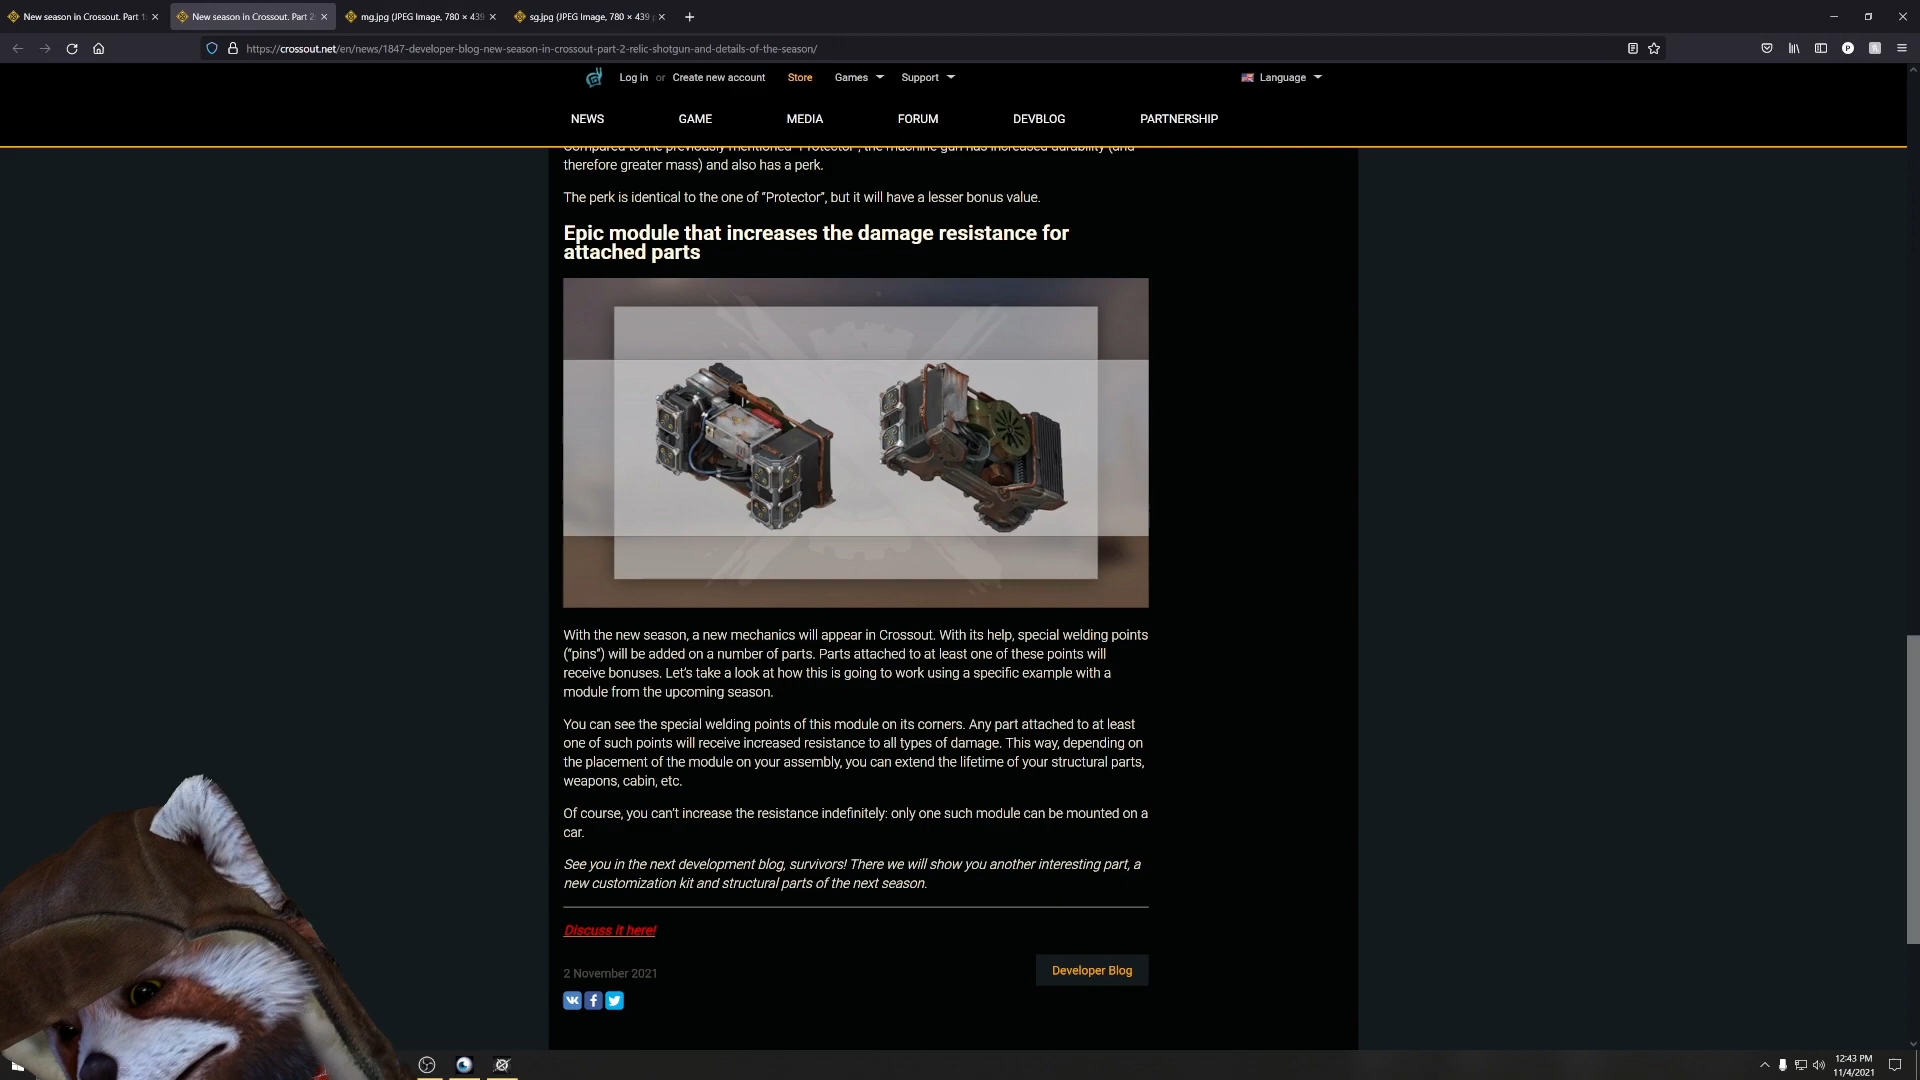 New season in Crossout. Part 1
New season in Crossout. Part 2
mg.jpg (JPEG Image, 780 × 439
sg.jpg (JPEG Image, 780 × 439
https://crossout.net/en/news/1847-developer-blog-new-season-in-crossout-part-2-relic-shotgun-and-details-of-the-season/
Log in or Create new account Store Games Support Language
NEWS GAME MEDIA FORUM DEVBLOG PARTNERSHIP
Compared to the previously mentioned "Protector", the machine gun has increased durability (and
therefore greater mass) and also has a perk.
The perk is identical to the one of “Protector”, but it will have a lesser bonus value.
Epic module that increases the damage resistance for
attached parts
With the new season, a new mechanics will appear in Crossout. With its help, special welding points
(“pins”) will be added on a number of parts. Parts attached to at least one of these points will
receive bonuses. Let’s take a look at how this is going to work using a specific example with a
module from the upcoming season.
You can see the special welding points of this module on its corners. Any part attached to at least
one of such points will receive increased resistance to all types of damage. This way, depending on
the placement of the module on your assembly, you can extend the lifetime of your structural parts,
weapons, cabin, etc.
Of course, you can’t increase the resistance indefinitely: only one such module can be mounted on a
car.
See you in the next development blog, survivors! There we will show you another interesting part, a
new customization kit and structural parts of the next season.
Discuss it here!
2 November 2021
Developer Blog
12:43 PM
11/4/2021